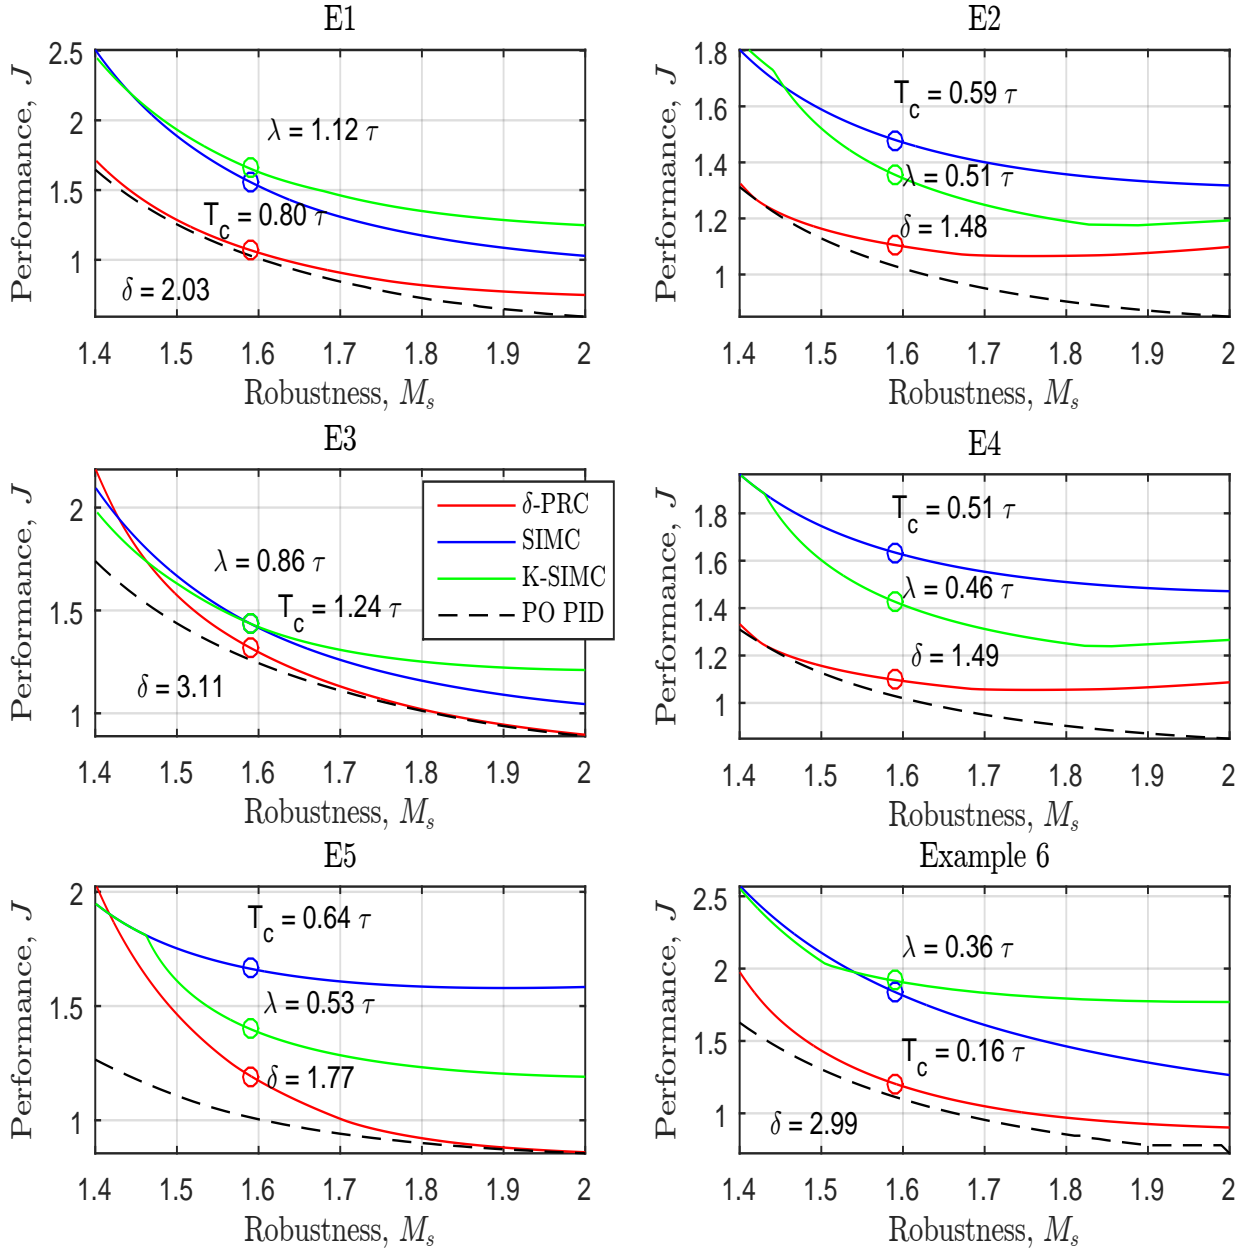 E1
Performance, J
2.5
2
1.5
1
λ = 1.12 τ
T_c = 0.80 τ
δ = 2.03
1.4 1.5 1.6 1.7 1.8 1.9 2
Robustness, M_s
E2
Performance, J
1.8
1.6
1.4
1.2
1
T_c = 0.59 τ
λ = 0.51 τ
δ = 1.48
1.4 1.5 1.6 1.7 1.8 1.9 2
Robustness, M_s
E3
Performance, J
2
1.5
1
λ = 0.86 τ
T_c = 1.24 τ
δ = 3.11
δ-PRC
SIMC
K-SIMC
PO PID
1.4 1.5 1.6 1.7 1.8 1.9 2
Robustness, M_s
E4
Performance, J
1.8
1.6
1.4
1.2
1
T_c = 0.51 τ
λ = 0.46 τ
δ = 1.49
1.4 1.5 1.6 1.7 1.8 1.9 2
Robustness, M_s
E5
Performance, J
2
1.5
1
T_c = 0.64 τ
λ = 0.53 τ
δ = 1.77
1.4 1.5 1.6 1.7 1.8 1.9 2
Robustness, M_s
Example 6
Performance, J
2.5
2
1.5
1
λ = 0.36 τ
T_c = 0.16 τ
δ = 2.99
1.4 1.5 1.6 1.7 1.8 1.9 2
Robustness, M_s